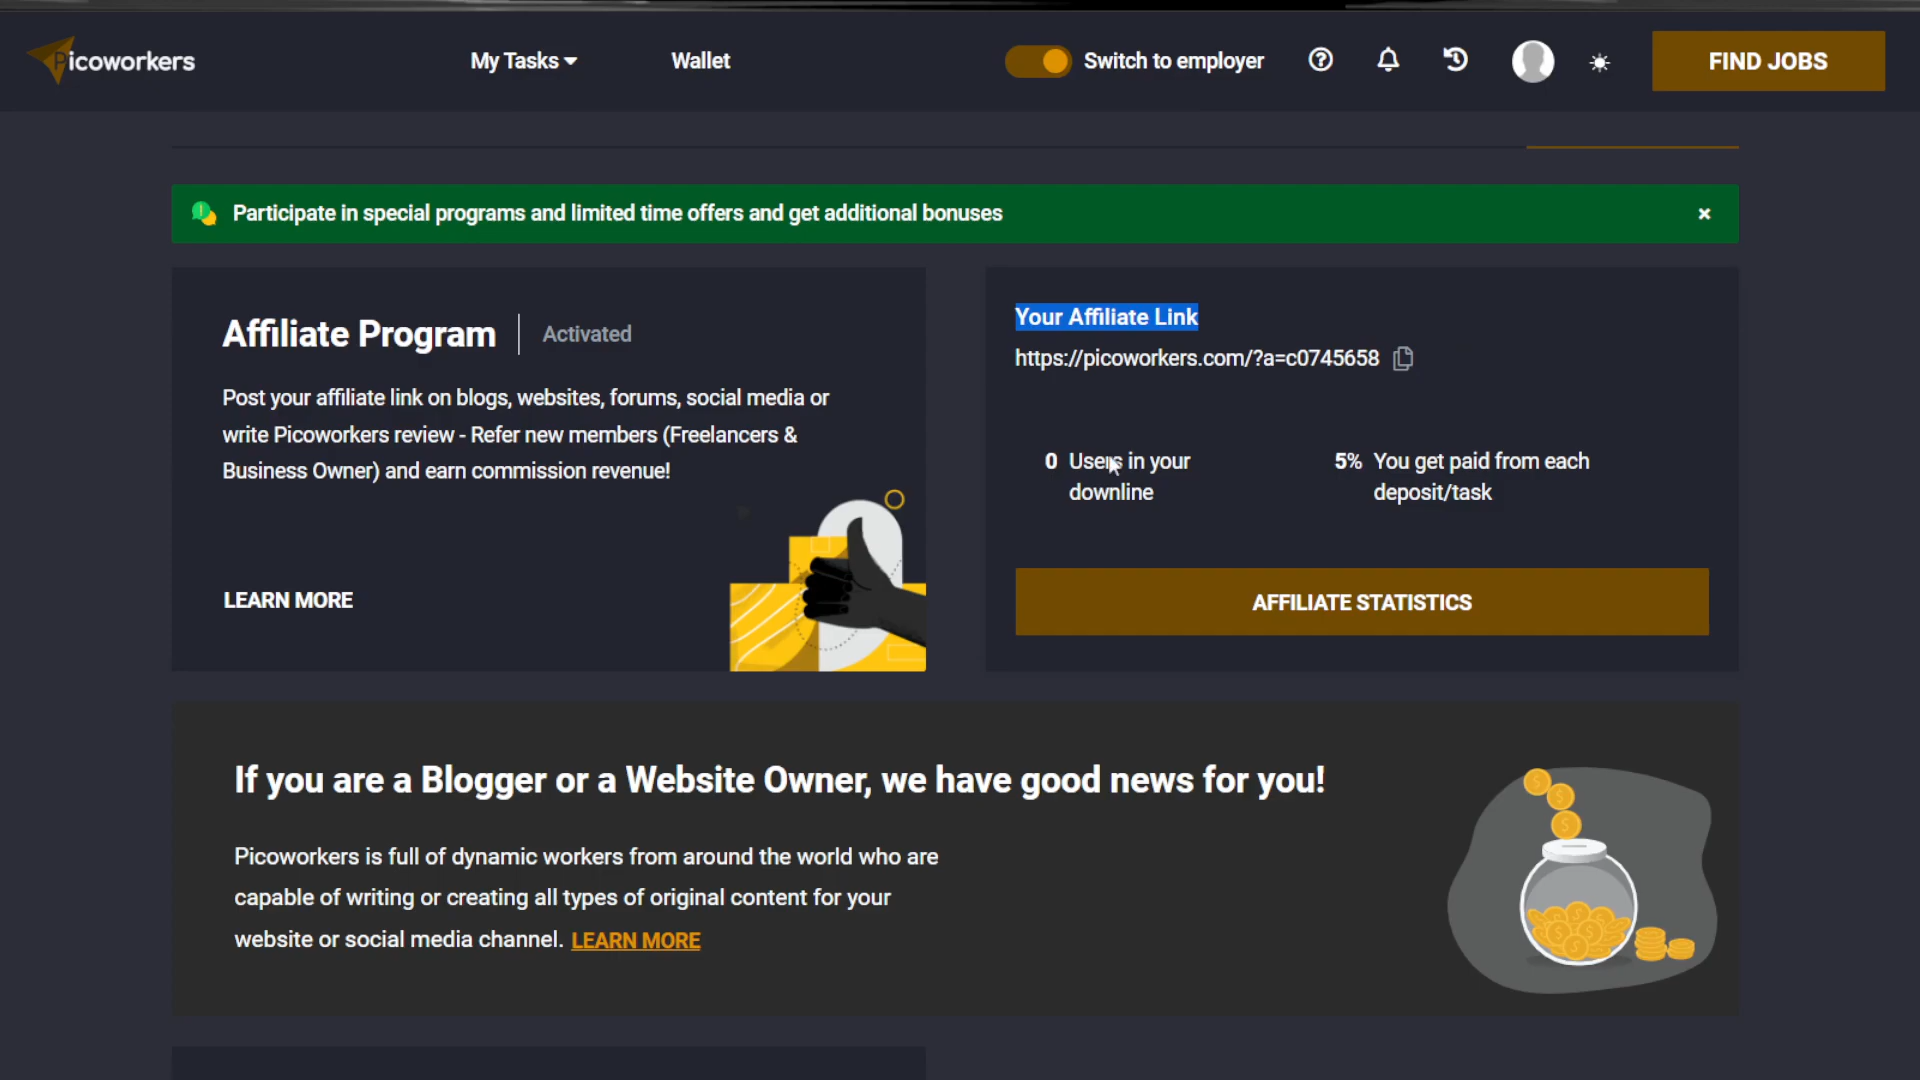 Picoworkers
My Tasks
Wallet
Switch to employer
FIND JOBS
Participate in special programs and limited time offers and get additional bonuses
Affiliate Program
Activated
Post your affiliate link on blogs, websites, forums, social media or
write Picoworkers review - Refer new members (Freelancers &
Business Owner) and earn commission revenue!
LEARN MORE
Your Affiliate Link
https://picoworkers.com/?a=c0745658
0 Users in your
downline
5% You get paid from each
deposit/task
AFFILIATE STATISTICS
If you are a Blogger or a Website Owner, we have good news for you!
Picoworkers is full of dynamic workers from around the world who are
capable of writing or creating all types of original content for your
website or social media channel. LEARN MORE